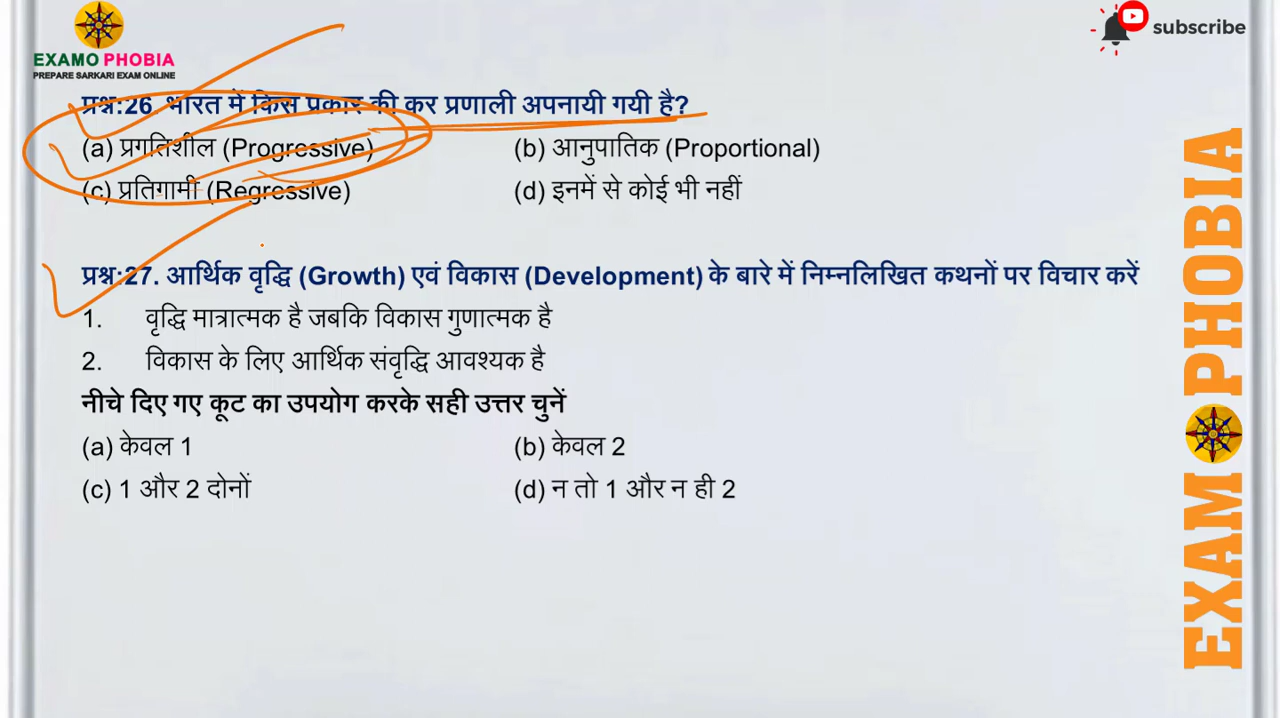 subscribe
EXAMO PHOBIA
PREPARE SARKARI EXAM ONLINE
प्रश्न:26. भारत में किस प्रकार की कर प्रणाली अपनायी गयी है?
(a) प्रगतिशील (Progressive) (b) आनुपातिक (Proportional)
(c) प्रतिगामी (Regressive) (d) इनमें से कोई भी नहीं
प्रश्न:27. आर्थिक वृद्धि (Growth) एवं विकास (Development) के बारे में निम्नलिखित कथनों पर विचार करें
1. वृद्धि मात्रात्मक है जबकि विकास गुणात्मक है
2. विकास के लिए आर्थिक संवृद्धि आवश्यक है
नीचे दिए गए कूट का उपयोग करके सही उत्तर चुनें
(a) केवल 1 (b) केवल 2
(c) 1 और 2 दोनों (d) न तो 1 और न ही 2
EXAM PHOBIA